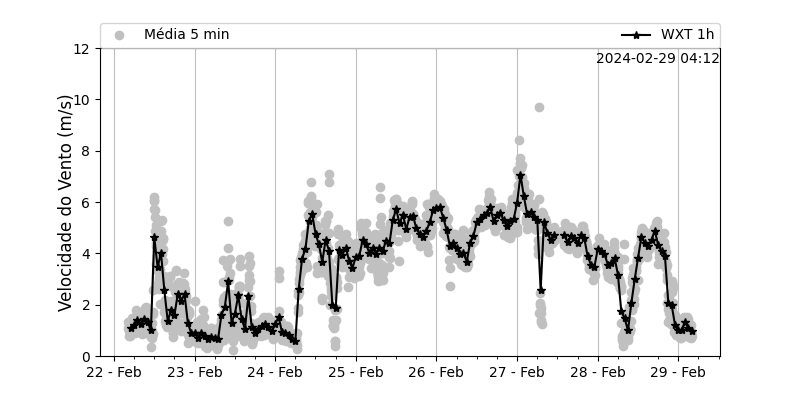 Média 5 min
WXT 1h
2024-02-29 04:12
Velocidade do Vento (m/s)
12
10
8
6
4
2
0
22 - Feb
23 - Feb
24 - Feb
25 - Feb
26 - Feb
27 - Feb
28 - Feb
29 - Feb